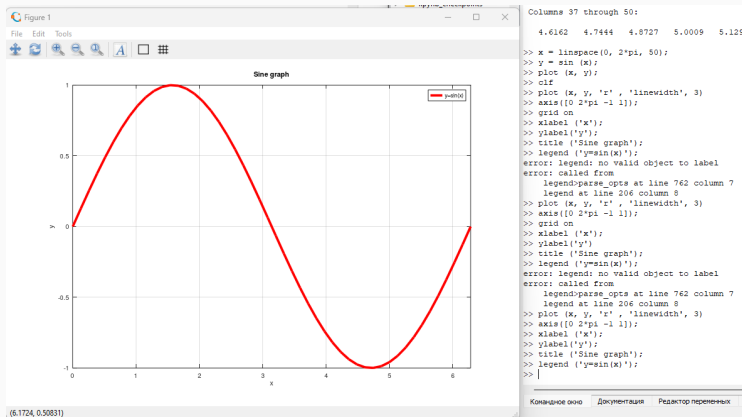 Figure 1
File Edit Tools
A
Sine graph
y=sin(x)
1
0.5
0
-0.5
-1
y
0 1 2 3 4 5 6
x
(6.1724, 0.50831)
Columns 37 through 50:
4.6162 4.7444 4.8727 5.0009 5.129
>> x = linspace(0, 2*pi, 50);
>> y = sin (x);
>> plot (x, y);
>> clf
>> plot (x, y, 'r' , 'linewidth', 3)
>> axis([0 2*pi -1 1]);
>> grid on
>> xlabel ('x');
>> ylabel('y');
>> title ('Sine graph');
>> legend ('y=sin(x)');
error: legend: no valid object to label
error: called from
legend>parse_opts at line 762 column 7
legend at line 206 column 8
>> plot (x, y, 'r' , 'linewidth', 3)
>> axis([0 2*pi -1 1]);
>> grid on
>> xlabel ('x');
>> ylabel('y')
>> title ('Sine graph');
>> legend ('y=sin(x)');
error: legend: no valid object to label
error: called from
legend>parse_opts at line 762 column 7
legend at line 206 column 8
>> plot (x, y, 'r' , 'linewidth', 3)
>> axis([0 2*pi -1 1]);
>> xlabel ('x');
>> ylabel('y');
>> title ('Sine graph');
>> legend ('y=sin(x)');
>>
Командное окно Документация Редактор переменных